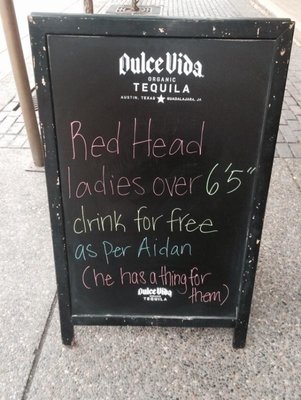 Dulce Vida
ORGANIC
TEQUILA
AUSTIN, TEXAS ★ GUADALAJARA, JA
Red Head
ladies over 6'5"
drink for free
as per Aidan
(he has a thing for
them)
Dulce Vida
TEQUILA